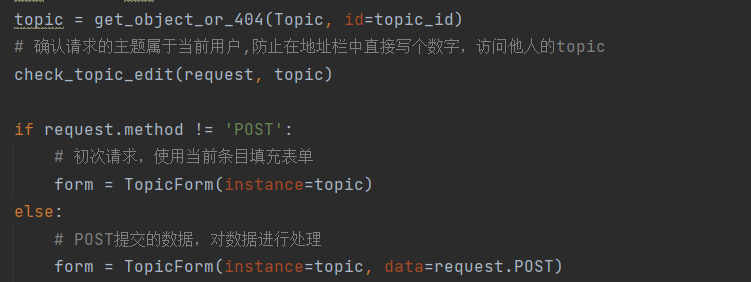 topic = get_object_or_404(Topic, id=topic_id)
# 确认请求的主题属于当前用户,防止在地址栏中直接写个数字，访问他人的topic
check_topic_edit(request, topic)
if request.method != 'POST':
# 初次请求，使用当前条目填充表单
form = TopicForm(instance=topic)
else:
# POST提交的数据，对数据进行处理
form = TopicForm(instance=topic, data=request.POST)